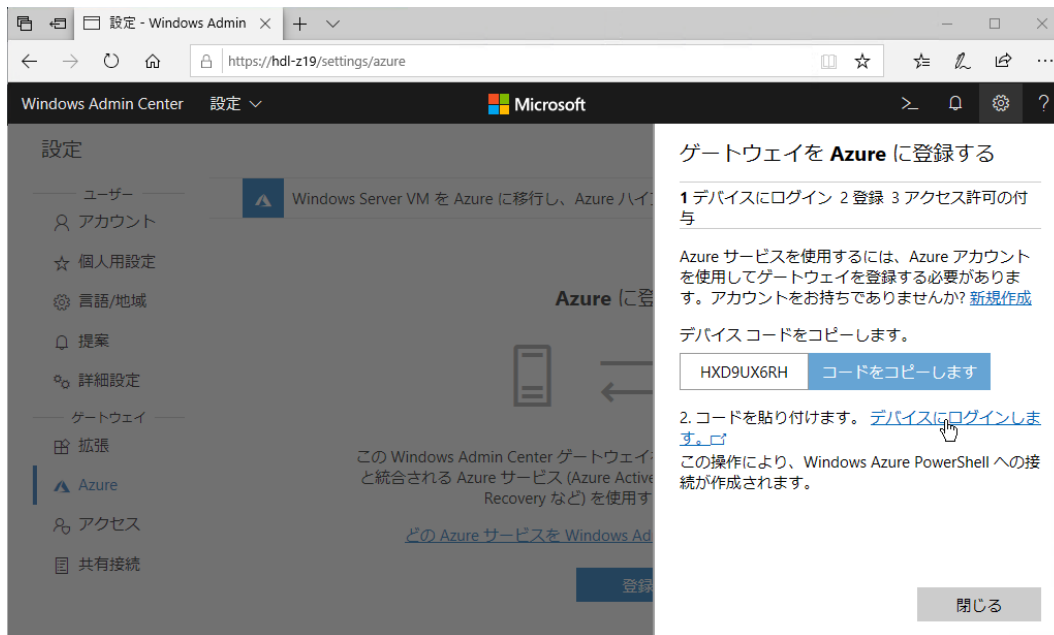 設定 - Windows Admin
https://hdl-z19/settings/azure
Windows Admin Center 設定
Microsoft
>_ ?
設定
ユーザー
アカウント
個人用設定
言語/地域
提案
詳細設定
ゲートウェイ
拡張
Azure
アクセス
共有接続
Windows Server VM を Azure に移行し、Azure ハイ
Azure に登
この Windows Admin Center ゲートウェイ
と統合される Azure サービス (Azure Active
Recovery など) を使用す
どの Azure サービスを Windows Ad
登録
ゲートウェイを Azure に登録する
1 デバイスにログイン 2 登録 3 アクセス許可の付
与
Azure サービスを使用するには、Azure アカウント
を使用してゲートウェイを登録する必要がありま
す。アカウントをお持ちでありませんか? 新規作成
デバイス コードをコピーします。
HXD9UX6RH コードをコピーします
2. コードを貼り付けます。 デバイスにログインしま
す。
この操作により、Windows Azure PowerShell への接
続が作成されます。
閉じる